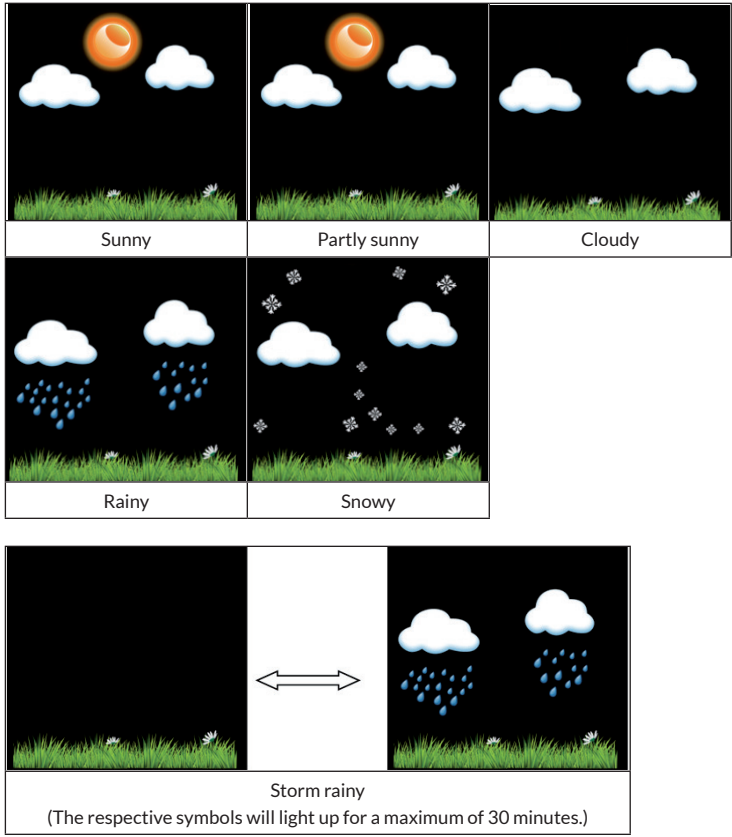 Sunny
Partly sunny
Cloudy
Rainy
Snowy
Storm rainy
(The respective symbols will light up for a maximum of 30 minutes.)